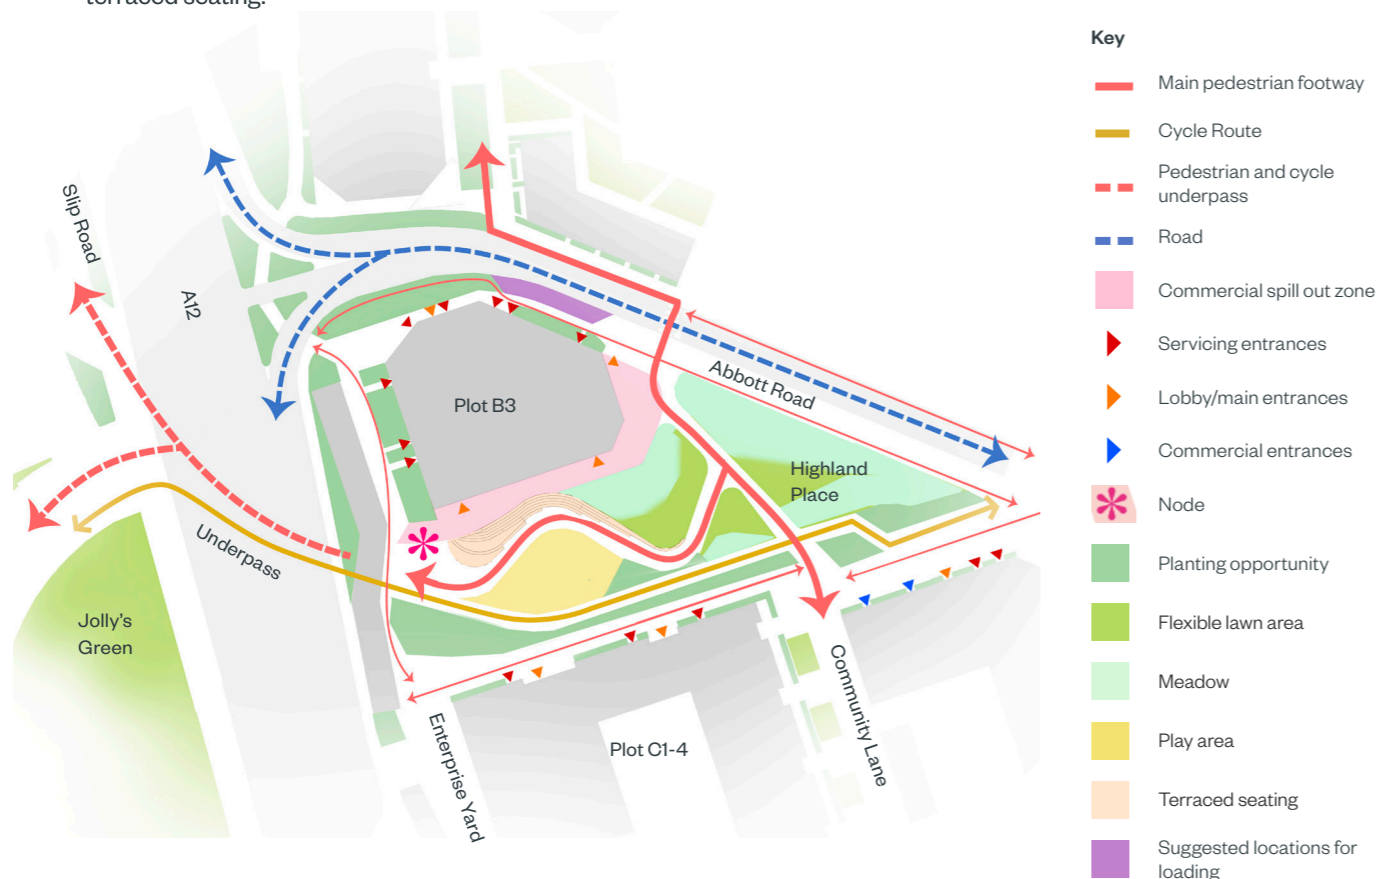 terraced seating.
Slip Road
A12
Plot B3
Abbott Road
Highland
Place
Underpass
Jolly's
Green
Enterprise Yard
Plot C1-4
Community Lane
Key
Main pedestrian footway
Cycle Route
Pedestrian and cycle
underpass
Road
Commercial spill out zone
Servicing entrances
Lobby/main entrances
Commercial entrances
Node
Planting opportunity
Flexible lawn area
Meadow
Play area
Terraced seating
Suggested locations for
loading